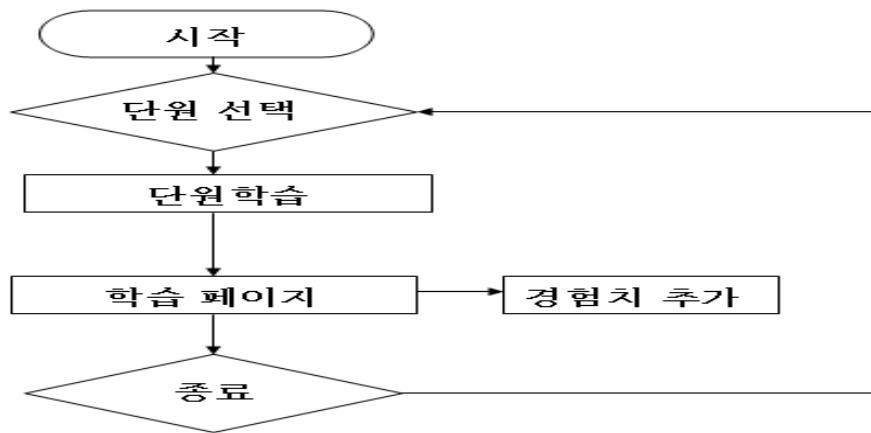 시작
단원 선택
단원학습
학습 페이지
경험치 추가
종료